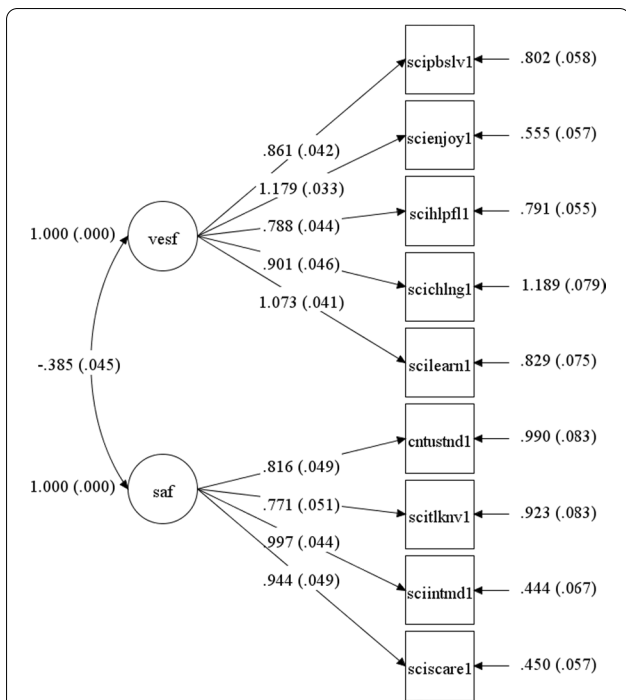 scipbslv1 .802 (.058)
.861 (.042)
scienjoy1 .555 (.057)
1.179 (.033)
scihlpfl1 .791 (.055)
.788 (.044)
1.000 (.000) vesf
.901 (.046)
scichlng1 1.189 (.079)
1.073 (.041)
scilearn1 .829 (.075)
-.385 (.045)
cntustnd1 .990 (.083)
.816 (.049)
1.000 (.000) saf
.771 (.051)
scitlknv1 .923 (.083)
.997 (.044)
sciintmd1 .444 (.067)
.944 (.049)
sciscare1 .450 (.057)